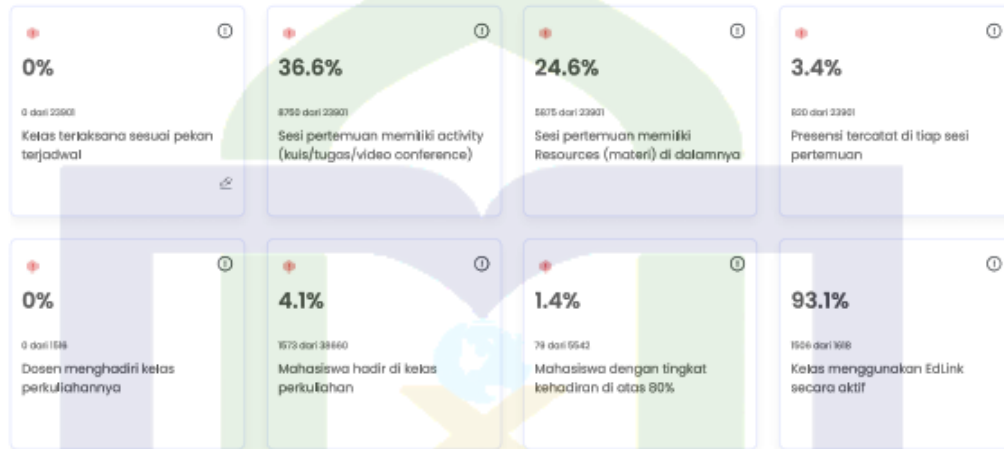 0%
0 dari 23901
Kelas terlaksana sesuai pekan
terjadwal
36.6%
8750 dari 23901
Sesi pertemuan memiliki activity
(kuis/tugas/video conference)
24.6%
5875 dari 23901
Sesi pertemuan memiliki
Resources (materi) di dalamnya
3.4%
820 dari 23901
Presensi tercatat di tiap sesi
pertemuan
0%
0 dari
Dosen menghadiri kelas
perkuliahannya
4.1%
1573 dari 38660
Mahasiswa hadir di kelas
perkuliahan
1.4%
79 dari 5542
Mahasiswa dengan tingkat
kehadiran di atas 80%
93.1%
1506 dari 1618
Kelas menggunakan EdLink
secara aktif